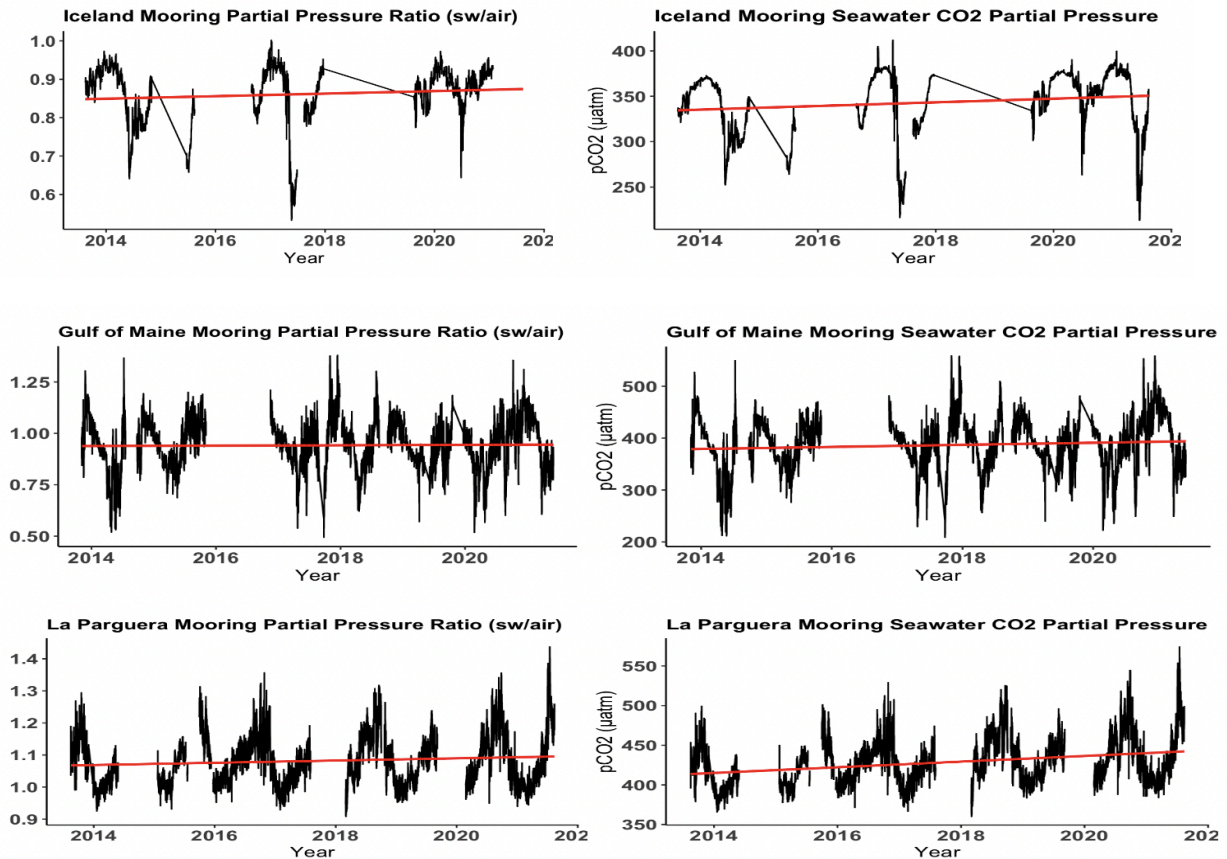 Iceland Mooring Partial Pressure Ratio (sw/air)
1.0
0.9
0.8
0.7
0.6
2014 2016 2018 2020 202
Year
Iceland Mooring Seawater CO2 Partial Pressure
pCO2 (µatm)
400
350
300
250
2014 2016 2018 2020 202
Year
Gulf of Maine Mooring Partial Pressure Ratio (sw/air)
1.25
1.00
0.75
0.50
2014 2016 2018 2020
Year
Gulf of Maine Mooring Seawater CO2 Partial Pressure
pCO2 (µatm)
500
400
300
200
2014 2016 2018 2020
Year
La Parguera Mooring Partial Pressure Ratio (sw/air)
1.4
1.3
1.2
1.1
1.0
0.9
2014 2016 2018 2020 202
Year
La Parguera Mooring Seawater CO2 Partial Pressure
pCO2 (µatm)
550
500
450
400
350
2014 2016 2018 2020 202
Year